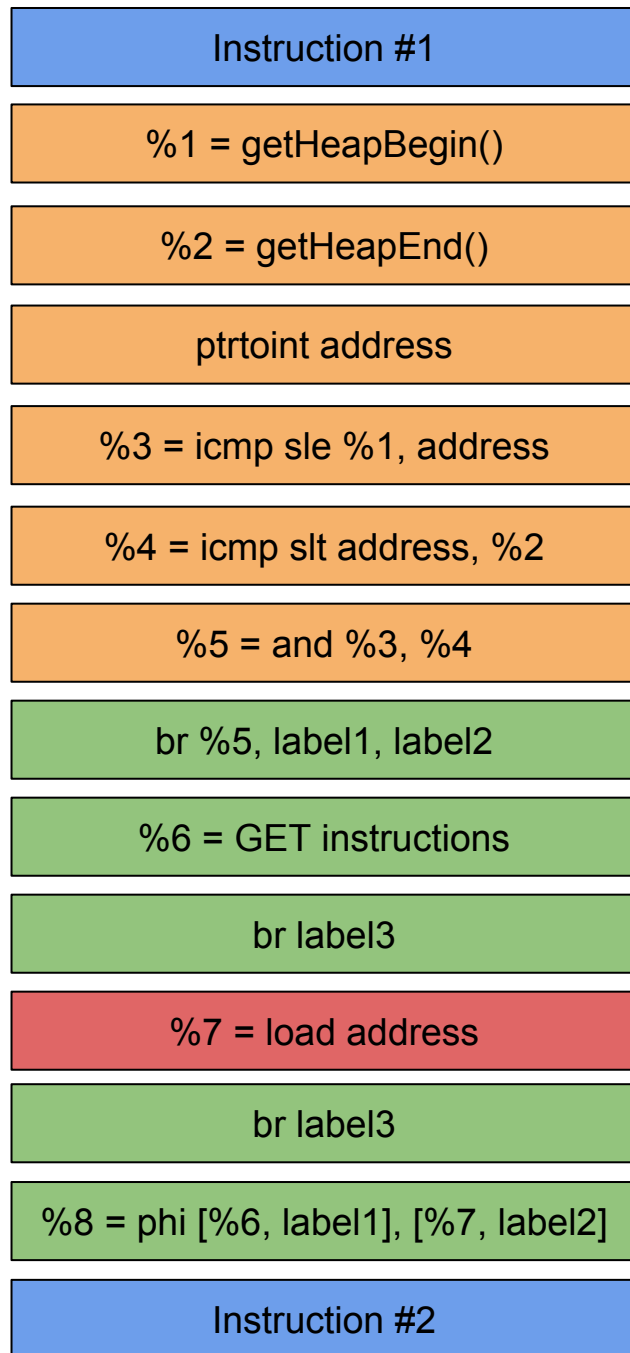 Instruction #1
%1 = getHeapBegin()
%2 = getHeapEnd()
ptrtoint address
%3 = icmp sle %1, address
%4 = icmp slt address, %2
%5 = and %3, %4
br %5, label1, label2
%6 = GET instructions
br label3
%7 = load address
br label3
%8 = phi [%6, label1], [%7, label2]
Instruction #2